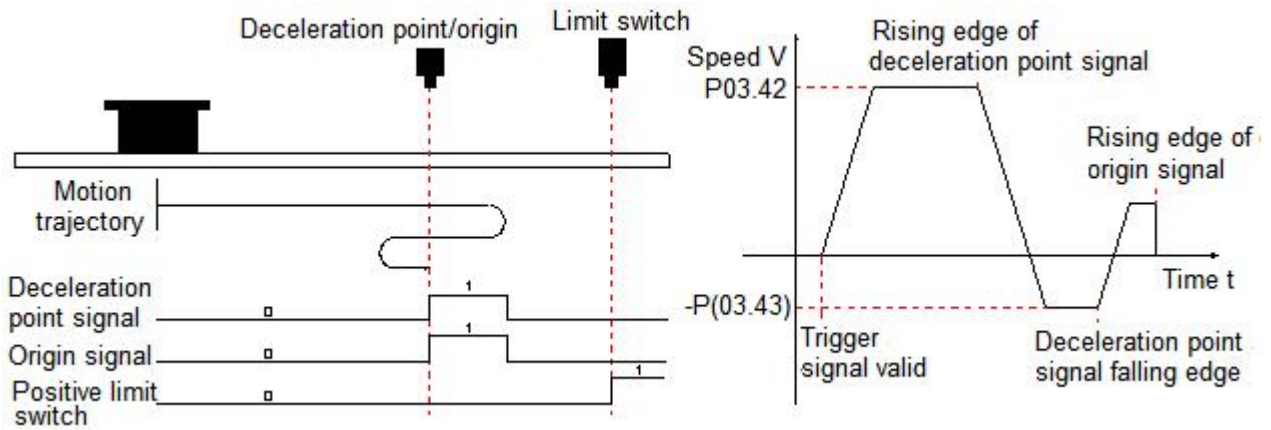 Deceleration point/origin
Limit switch
Motion
trajectory
Deceleration
point signal
0
1
Origin signal
0
1
Positive limit
switch
0
1
Speed V
P03.42
Rising edge of
deceleration point signal
Rising edge of
origin signal
Time t
-P(03.43)
Trigger
signal valid
Deceleration point
signal falling edge